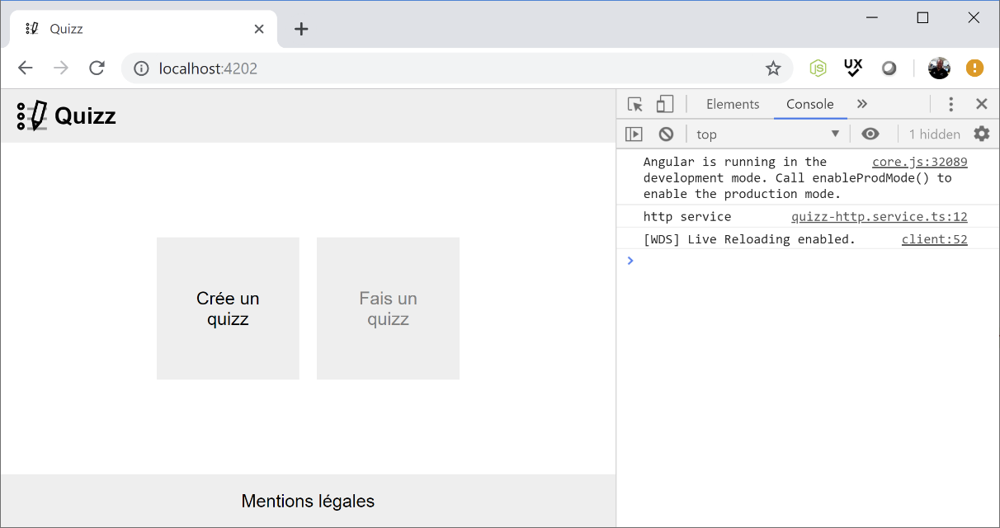 Quizz
localhost:4202
JS
UX
Quizz
Elements
Console
top
1 hidden
Angular is running in the core.js:32089
development mode. Call enableProdMode() to
enable the production mode.
http service quizz-http.service.ts:12
[WDS] Live Reloading enabled. client:52
Crée un
quizz
Fais un
quizz
Mentions légales